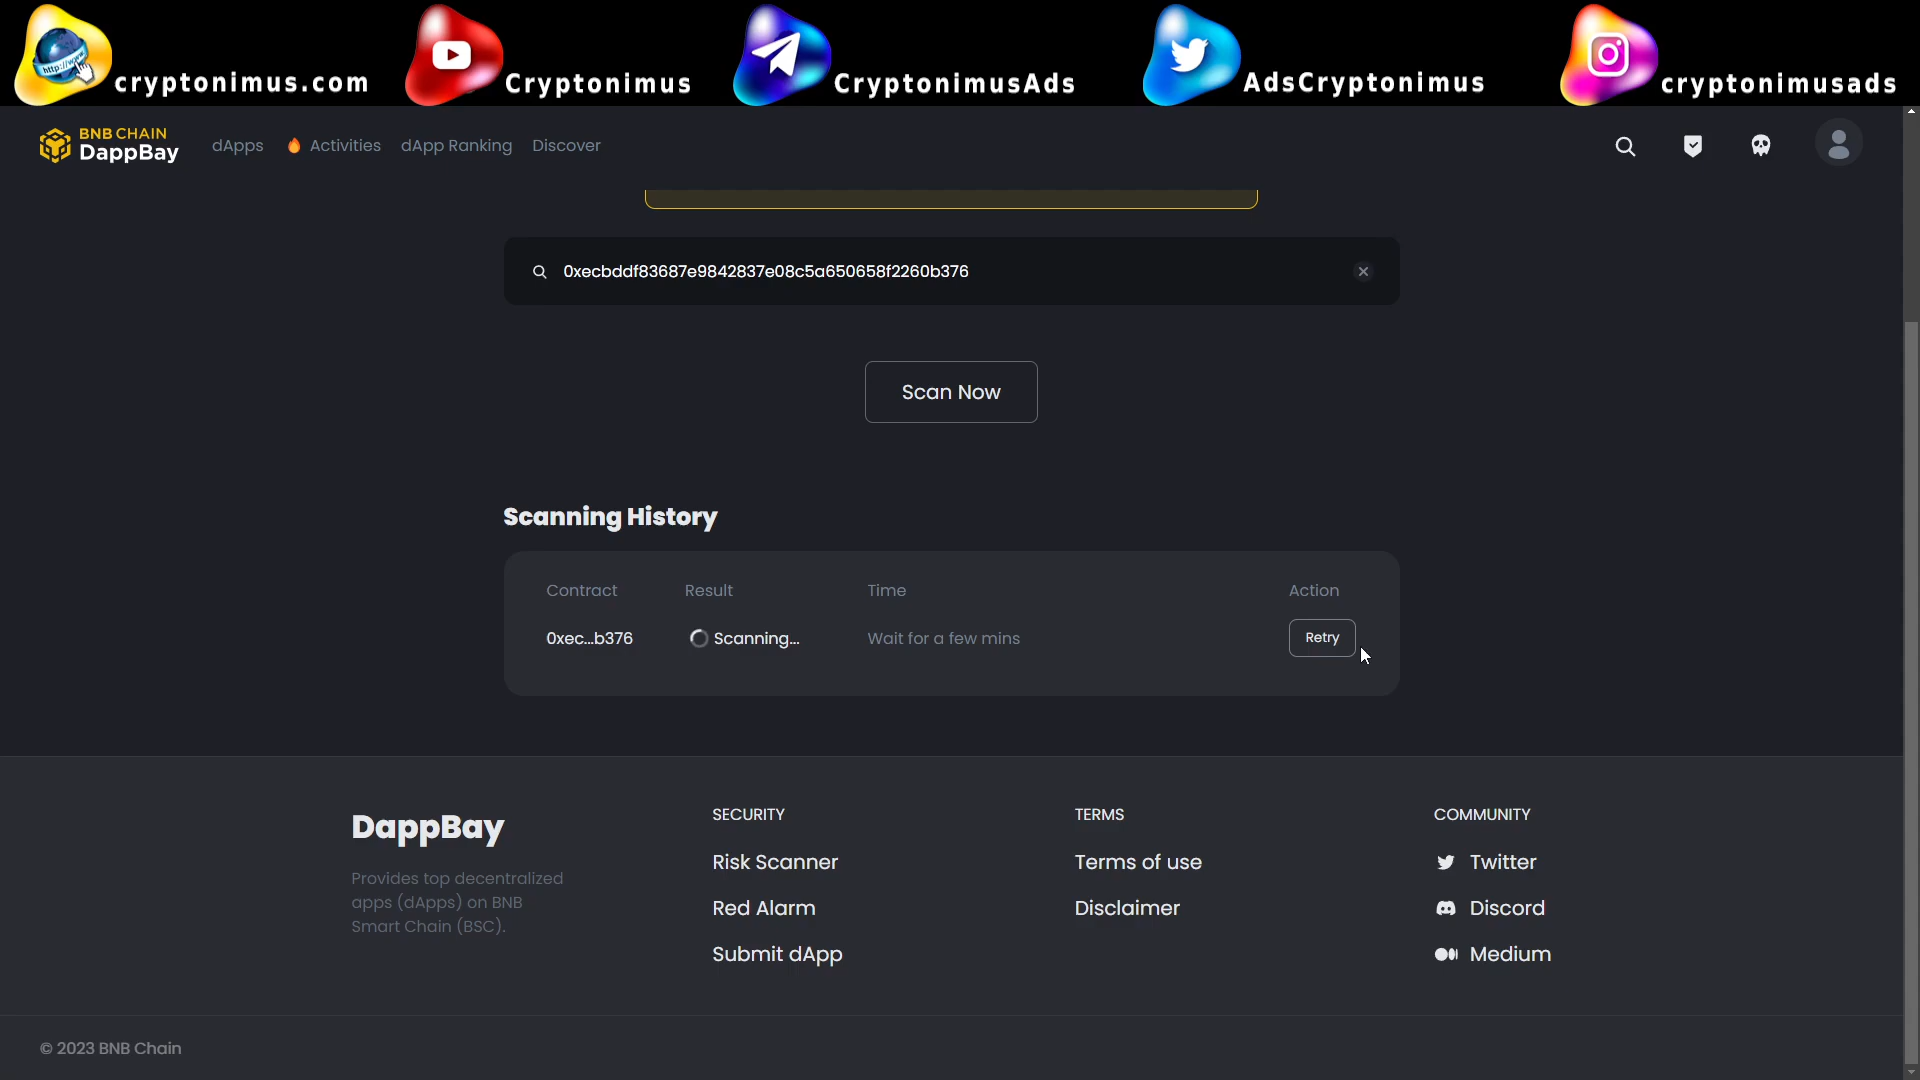 http://www
cryptonimus.com
Cryptonimus
CryptonimusAds
AdsCryptonimus
cryptonimusads
BNB CHAIN
DappBay
dApps
Activities
dApp Ranking
Discover
0xecbddf83687e9842837e08c5a650658f2260b376
Scan Now
Scanning History
Contract Result Time Action
0xec...b376 Scanning... Wait for a few mins Retry
DappBay
Provides top decentralized
apps (dApps) on BNB
Smart Chain (BSC).
SECURITY
Risk Scanner
Red Alarm
Submit dApp
TERMS
Terms of use
Disclaimer
COMMUNITY
Twitter
Discord
Medium
© 2023 BNB Chain